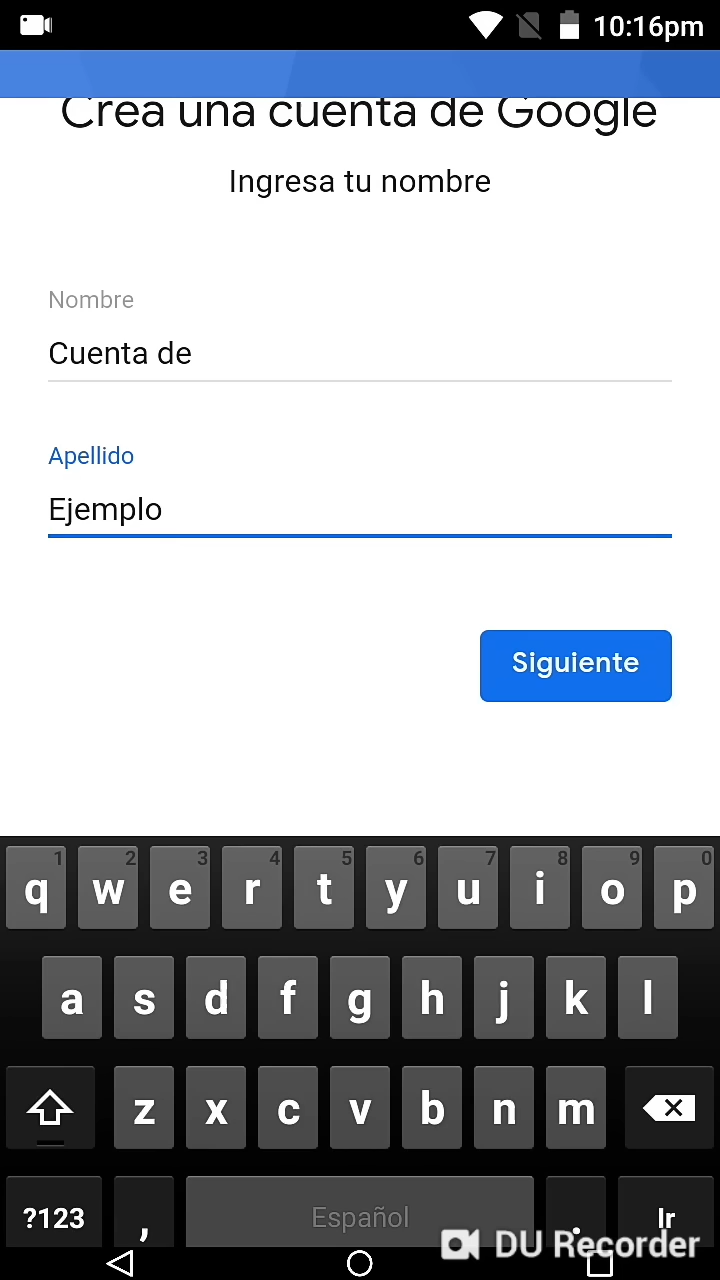 10:16pm
Crea una cuenta de Google
Ingresa tu nombre
Nombre
Cuenta de
Apellido
Ejemplo
Siguiente
1 2 3 4 5 6 7 8 9 0
q w e r t y u i o p
a s d f g h j k l
z x c v b n m
?123 , Español . Ir
DU Recorder